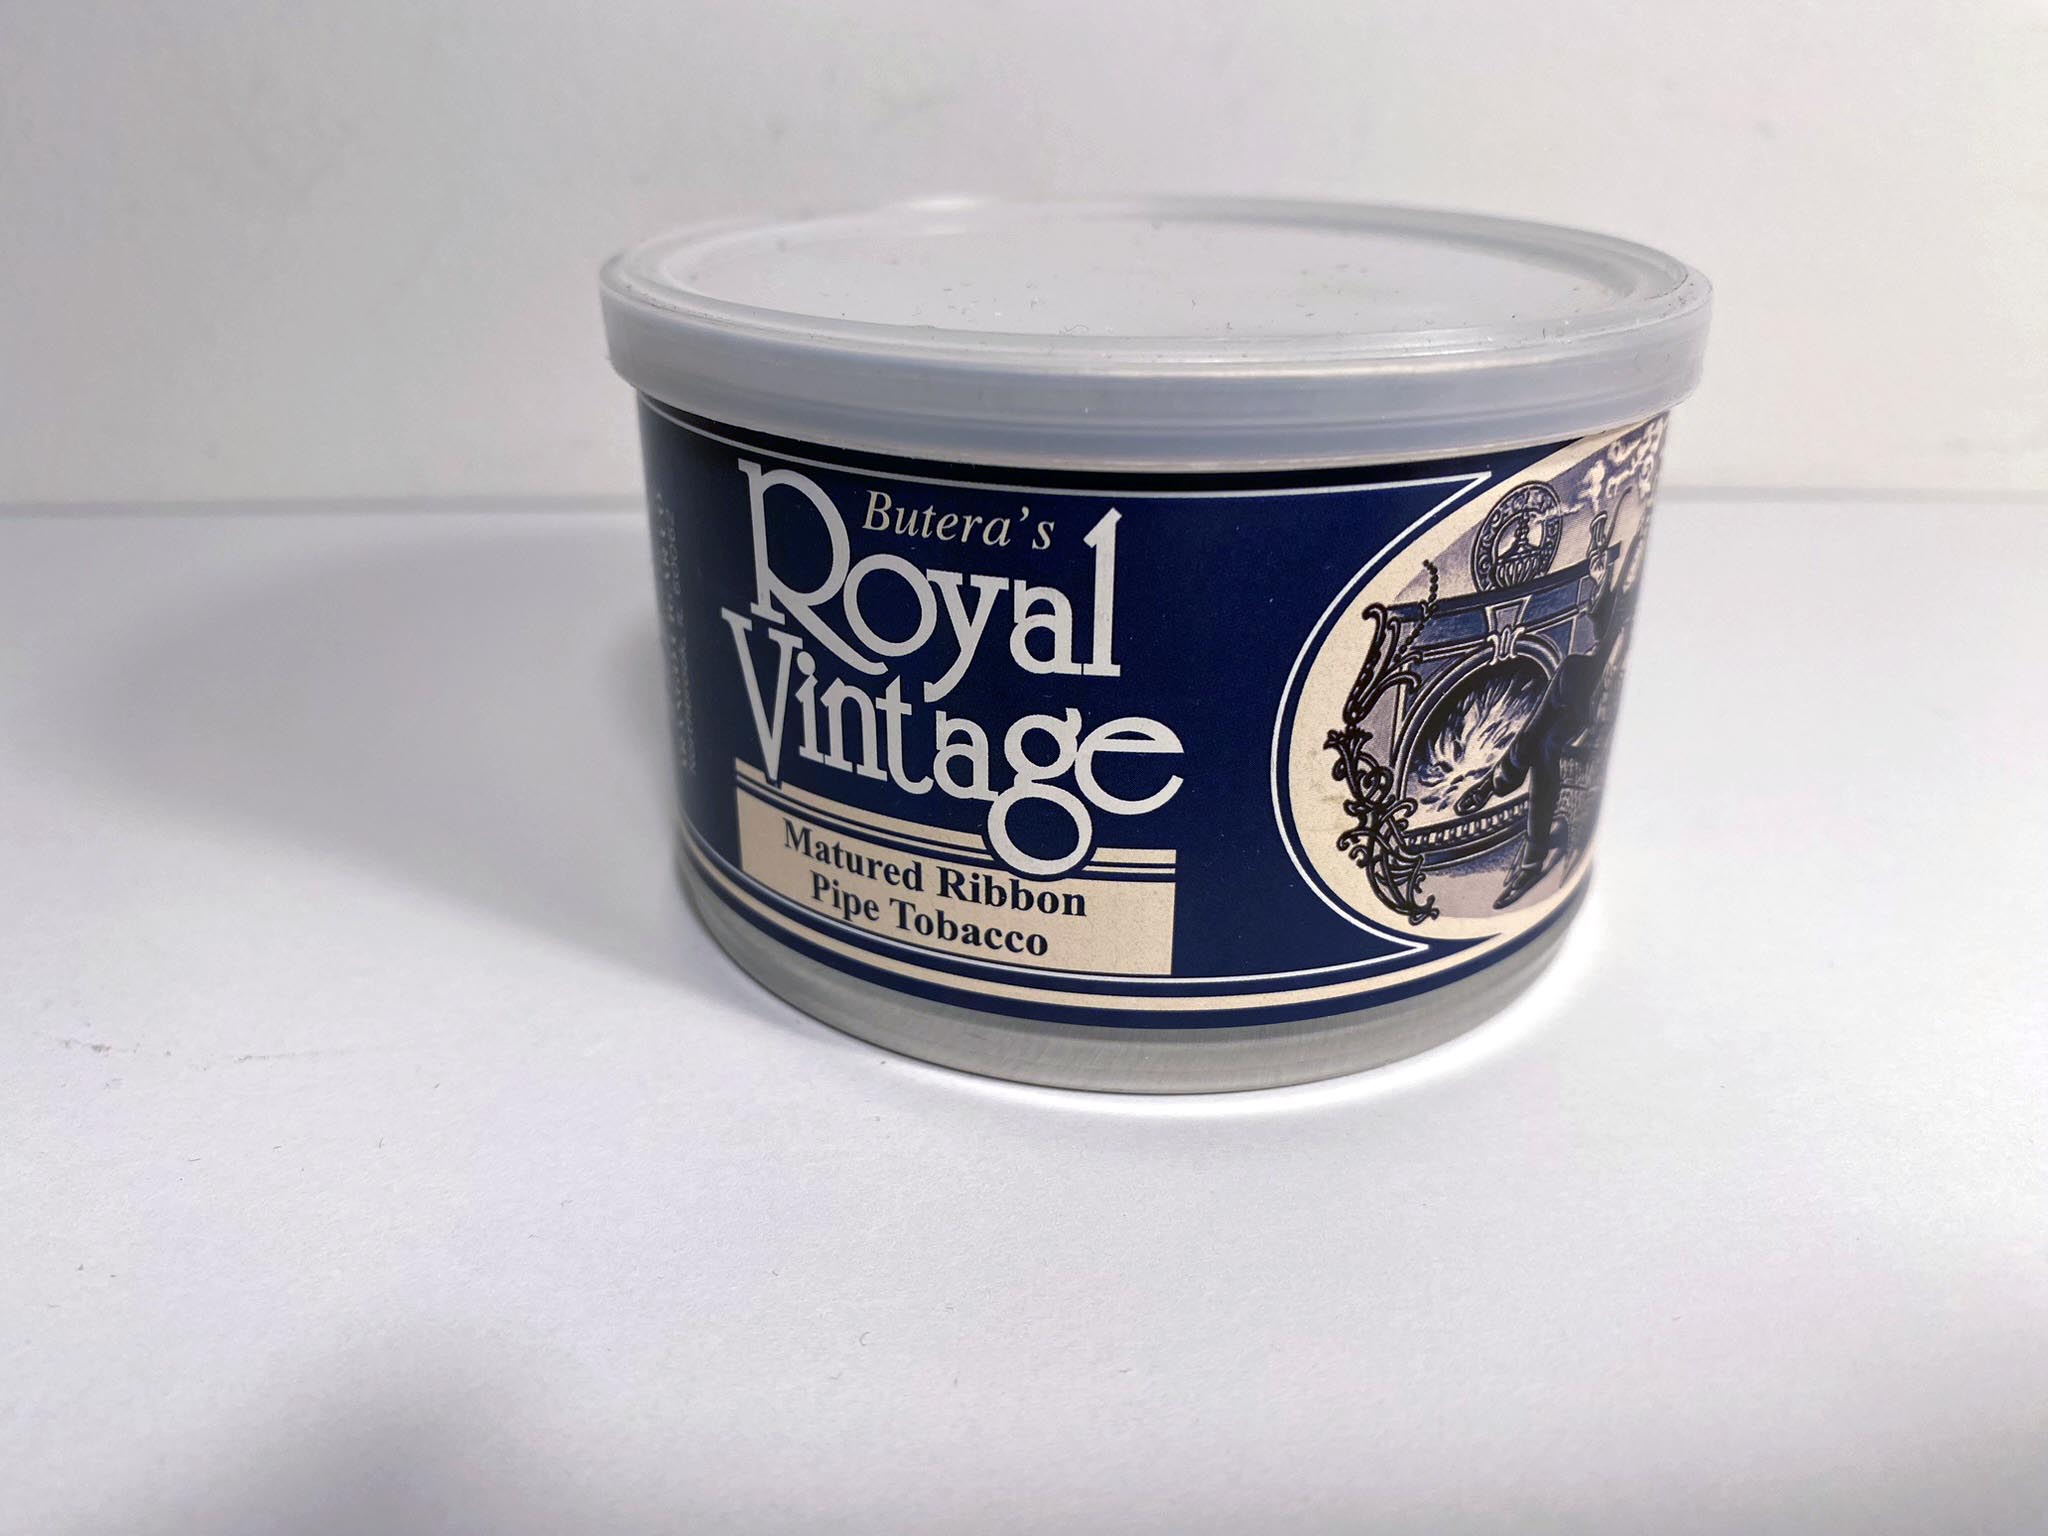 Butera's
Royal
Vintage
Matured Ribbon
Pipe Tobacco